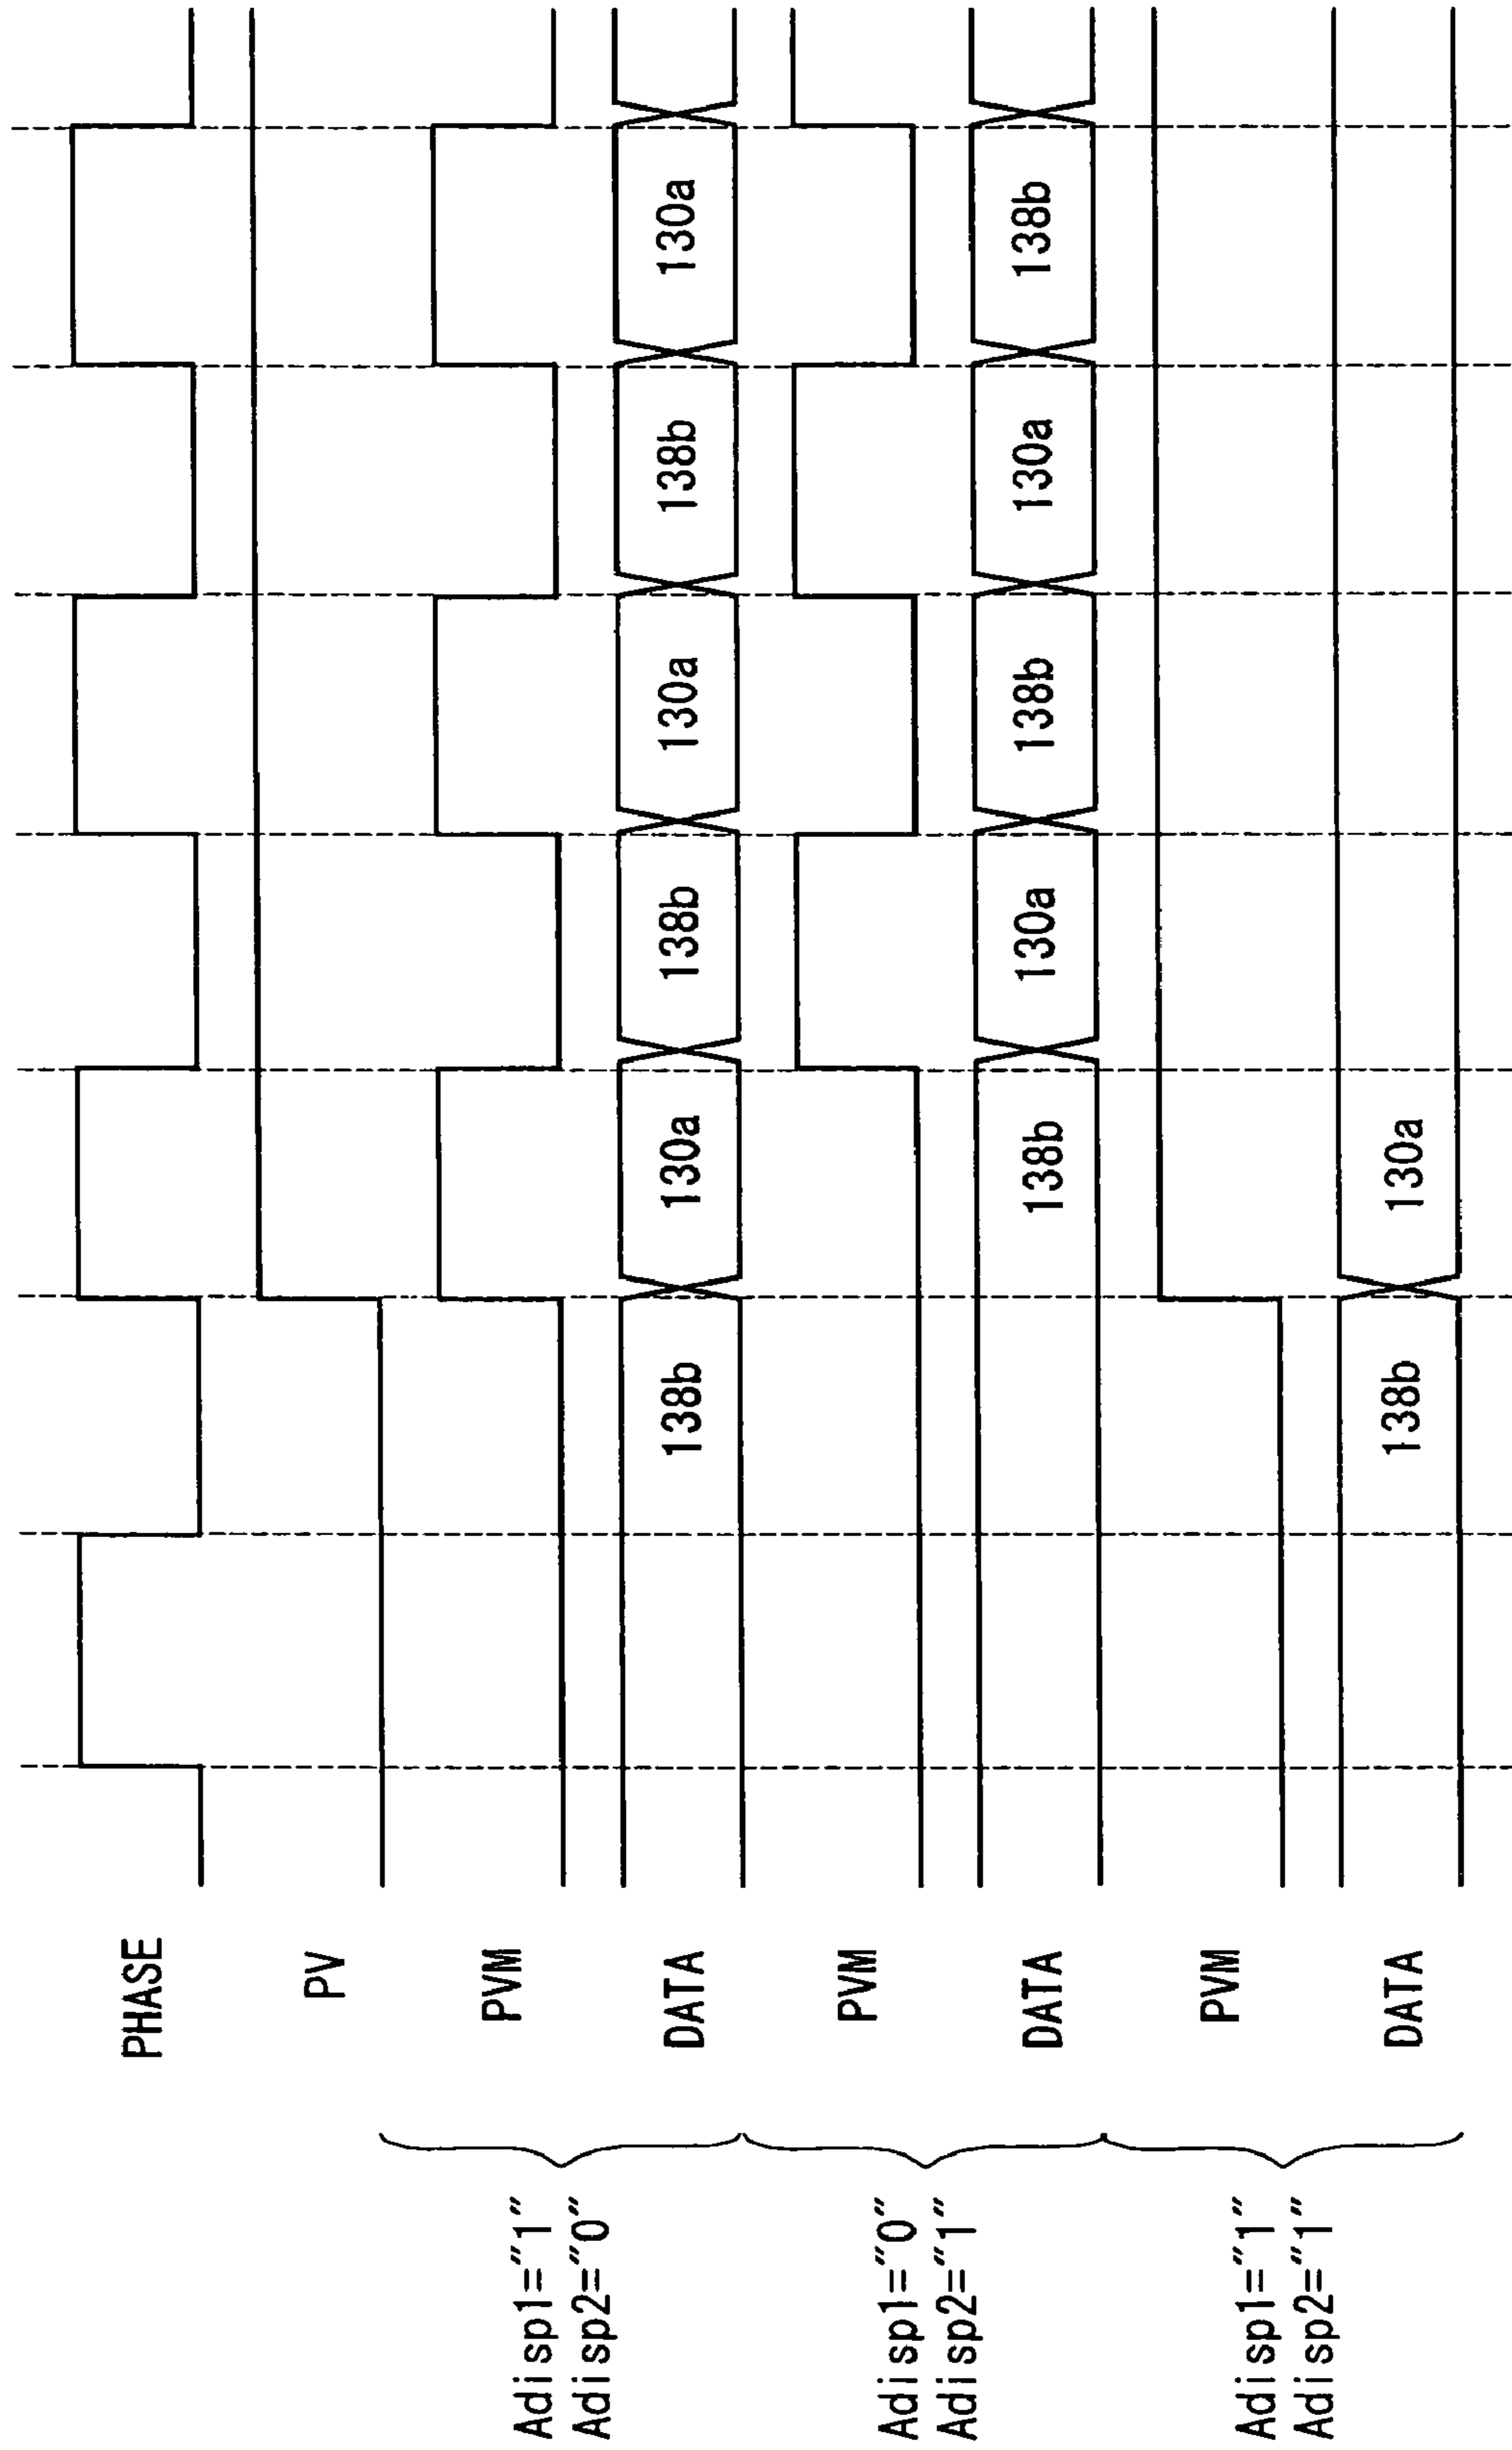 PHASE
PV
Adisp1="1"
Adisp2="0"
PVM
DATA
138b
130a
138b
130a
138b
130a
Adisp1="0"
Adisp2="1"
PVM
DATA
138b
130a
138b
130a
138b
Adisp1="1"
Adisp2="1"
PVM
DATA
138b
130a